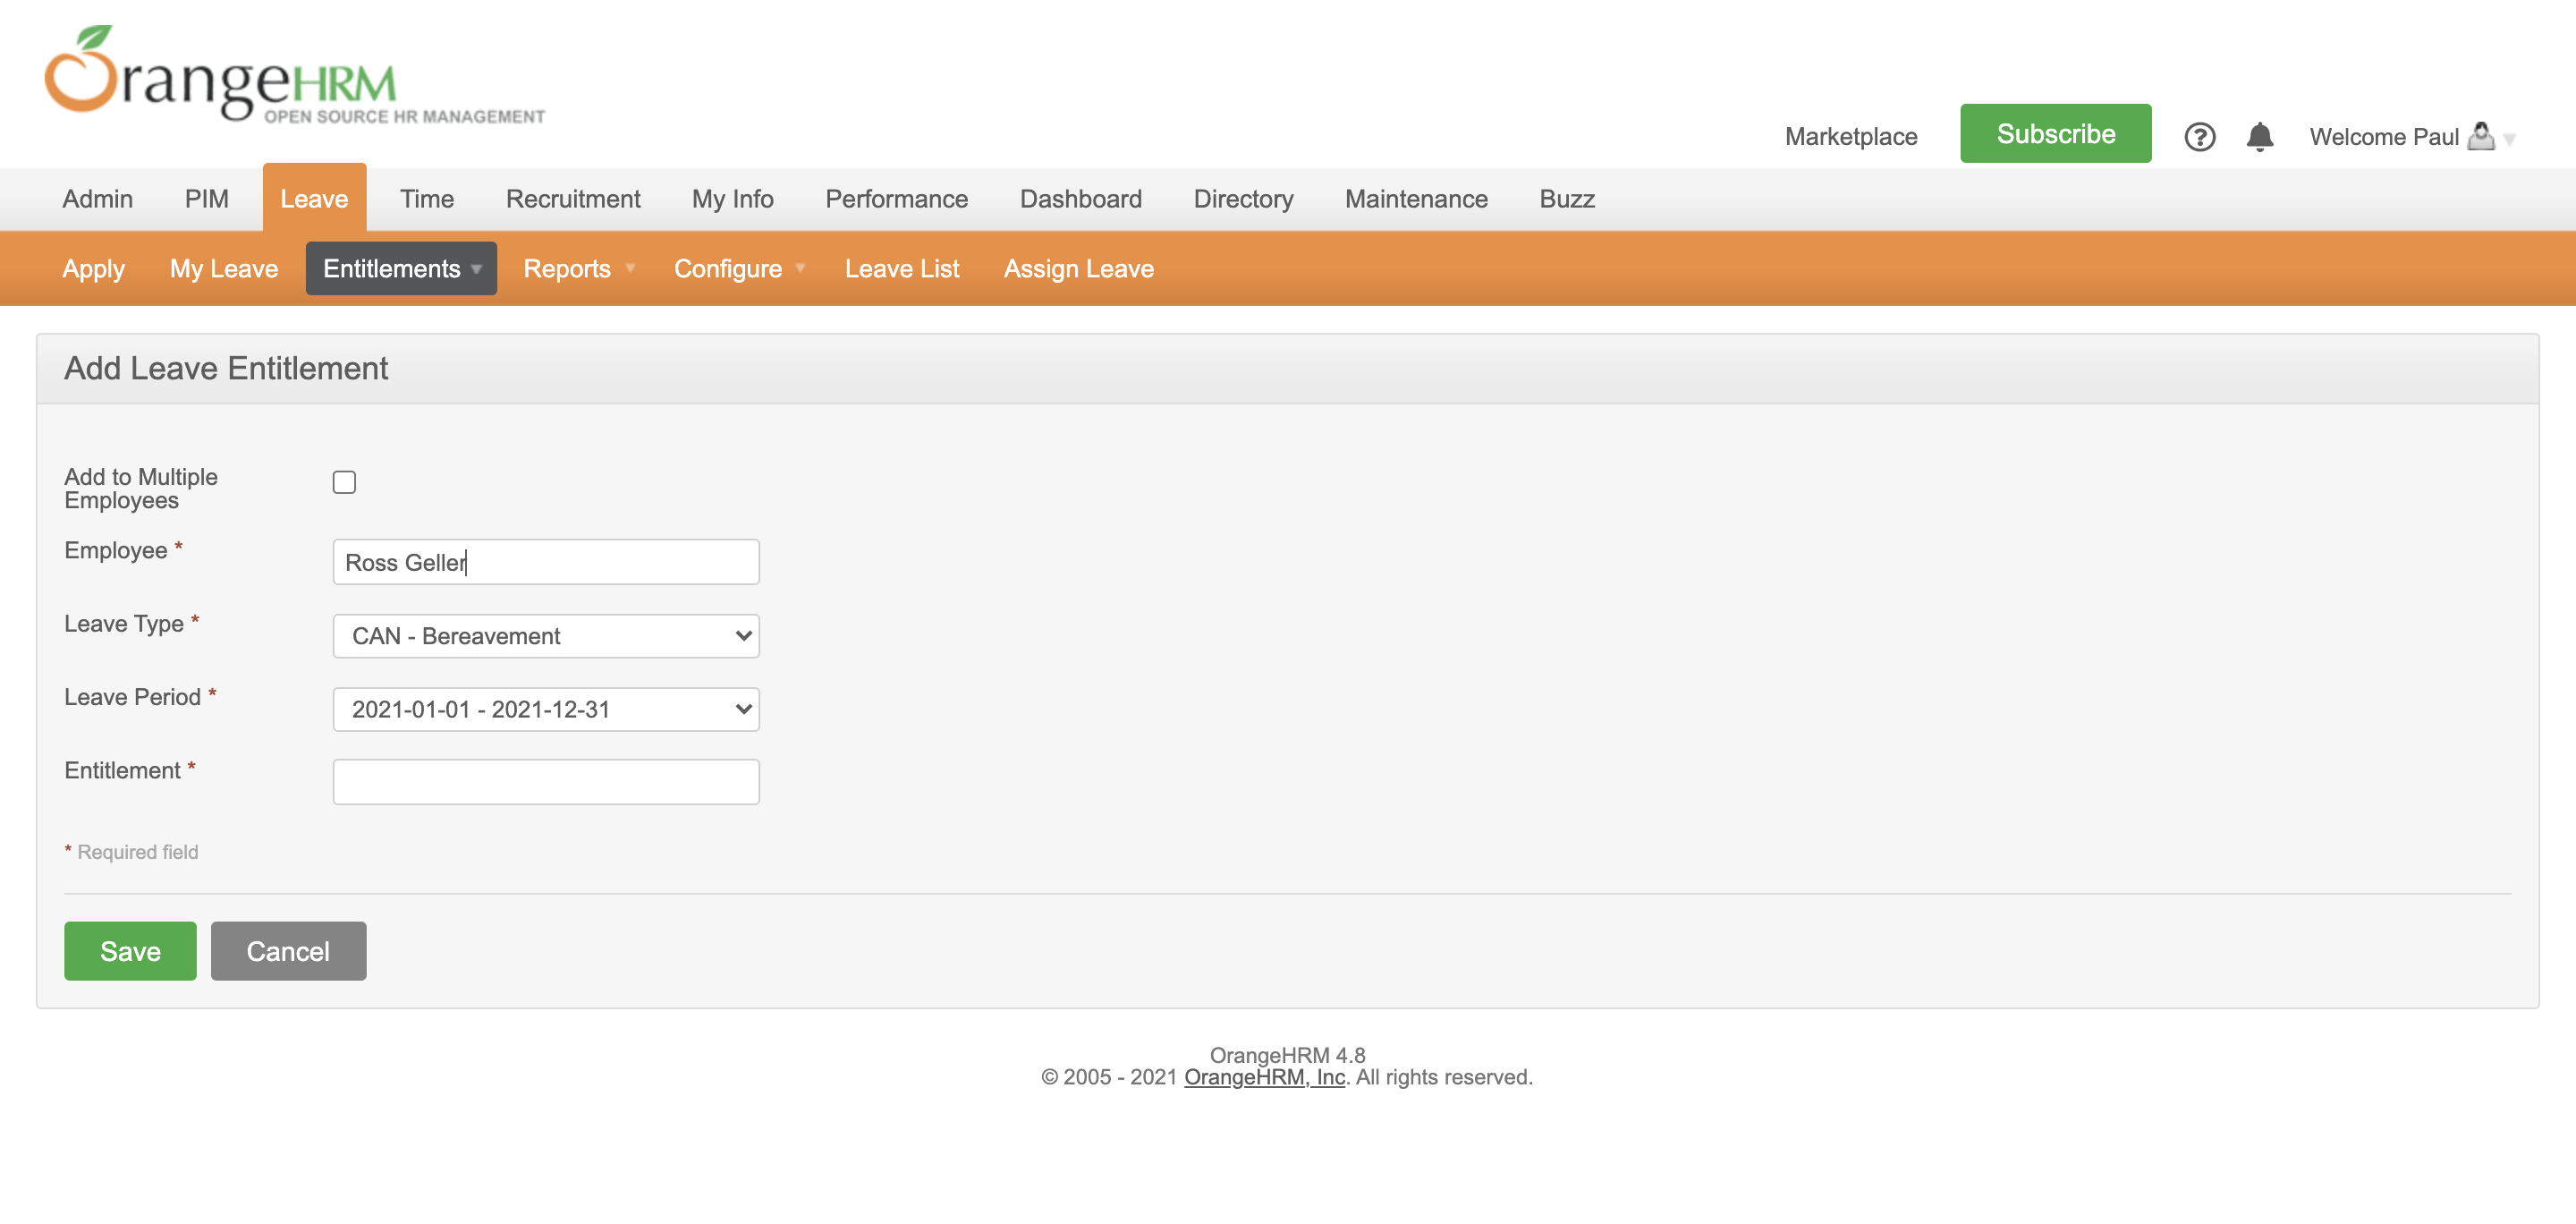 OrangeHRM
OPEN SOURCE HR MANAGEMENT
Marketplace
Subscribe
?
Welcome Paul
Admin PIM Leave Time Recruitment My Info Performance Dashboard Directory Maintenance Buzz
Apply My Leave Entitlements Reports Configure Leave List Assign Leave
Add Leave Entitlement
Add to Multiple
Employees
Employee *
Ross Geller
Leave Type *
CAN - Bereavement
Leave Period *
2021-01-01 - 2021-12-31
Entitlement *
* Required field
Save Cancel
OrangeHRM 4.8
© 2005 - 2021 OrangeHRM, Inc. All rights reserved.